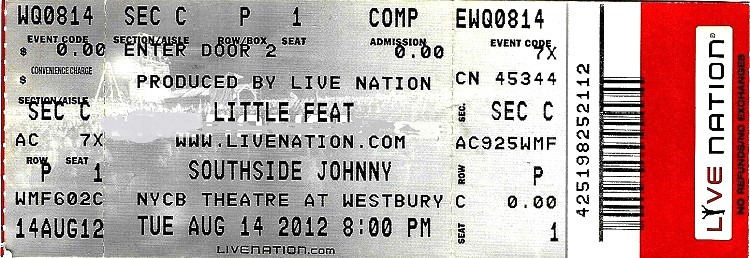 WQ0814 SEC C P 1 COMP EWQ0814
EVENT CODE SECTION/AISLE ROW/BOX SEAT ADMISSION EVENT CODE
$ 0.00 ENTER DOOR 2 0.00 7X
CONVENIENCE CHARGE
$ PRODUCED BY LIVE NATION CN 45344
SECTION/AISLE
SEC C LITTLE FEAT SEC. SEC C
AC 7X WWW.LIVENATION.COM AC925WMF
ROW SEAT
P 1 SOUTHSIDE JOHNNY ROW P
WMF602C NYCB THEATRE AT WESTBURY C 0.00
14AUG12 TUE AUG 14 2012 8:00 PM SEAT 1
LIVENATION.com
425198252112
LIVE NATION®
NO REFUNDS/NO EXCHANGES